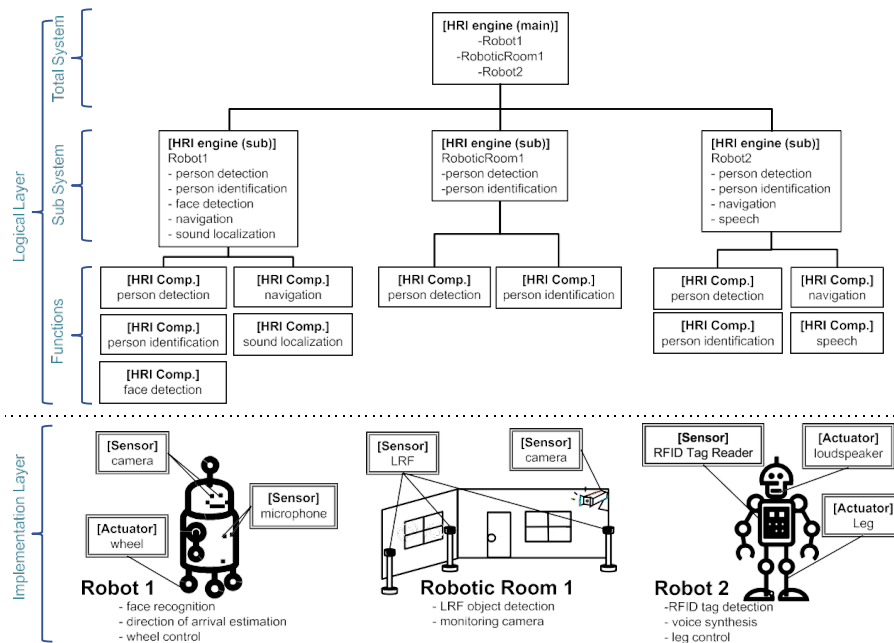 Logical Layer
Total System
[HRI engine (main)]
-Robot1
-RoboticRoom1
-Robot2
Sub System
[HRI engine (sub)]
Robot1
- person detection
- person identification
- face detection
- navigation
- sound localization
[HRI engine (sub)]
RoboticRoom1
-person detection
-person identification
[HRI engine (sub)]
Robot2
- person detection
- person identification
- navigation
- speech
Functions
[HRI Comp.]
person detection
[HRI Comp.]
navigation
[HRI Comp.]
person identification
[HRI Comp.]
sound localization
[HRI Comp.]
face detection
[HRI Comp.]
person detection
[HRI Comp.]
person identification
[HRI Comp.]
person detection
[HRI Comp.]
navigation
[HRI Comp.]
person identification
[HRI Comp.]
speech
Implementation Layer
[Sensor]
camera
[Sensor]
microphone
[Actuator]
wheel
Robot 1
- face recognition
- direction of arrival estimation
- wheel control
[Sensor]
LRF
[Sensor]
camera
Robotic Room 1
- LRF object detection
- monitoring camera
[Sensor]
RFID Tag Reader
[Actuator]
loudspeaker
[Actuator]
Leg
Robot 2
-RFID tag detection
- voice synthesis
- leg control